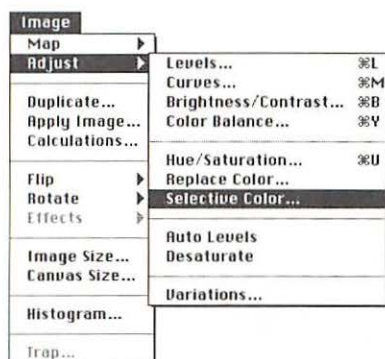 Image
Map
Adjust
Duplicate...
Apply Image...
Calculations...
Flip
Rotate
Effects
Image Size...
Canvas Size...
Histogram...
Trap...
Levels... ⌘L
Curves... ⌘M
Brightness/Contrast... ⌘B
Color Balance... ⌘Y
Hue/Saturation... ⌘U
Replace Color...
Selective Color...
Auto Levels
Desaturate
Variations...